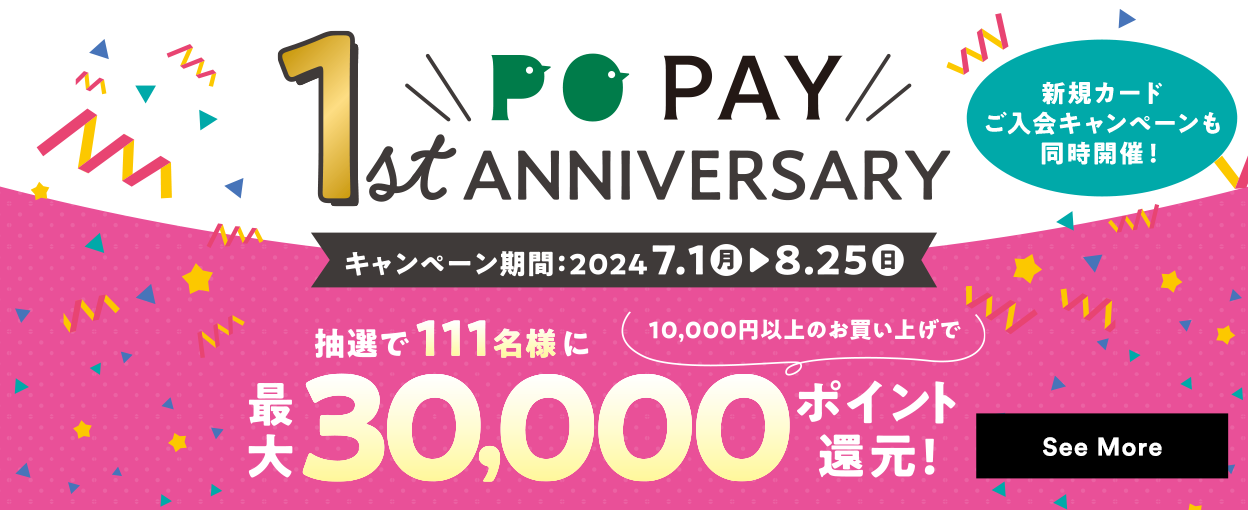 1st PO PAY
ANNIVERSARY
新規カード
ご入会キャンペーンも
同時開催!
キャンペーン期間:2024 7.1月▶8.25日
抽選で111名様に
10,000円以上のお買い上げで
最大30,000ポイント還元!
See More